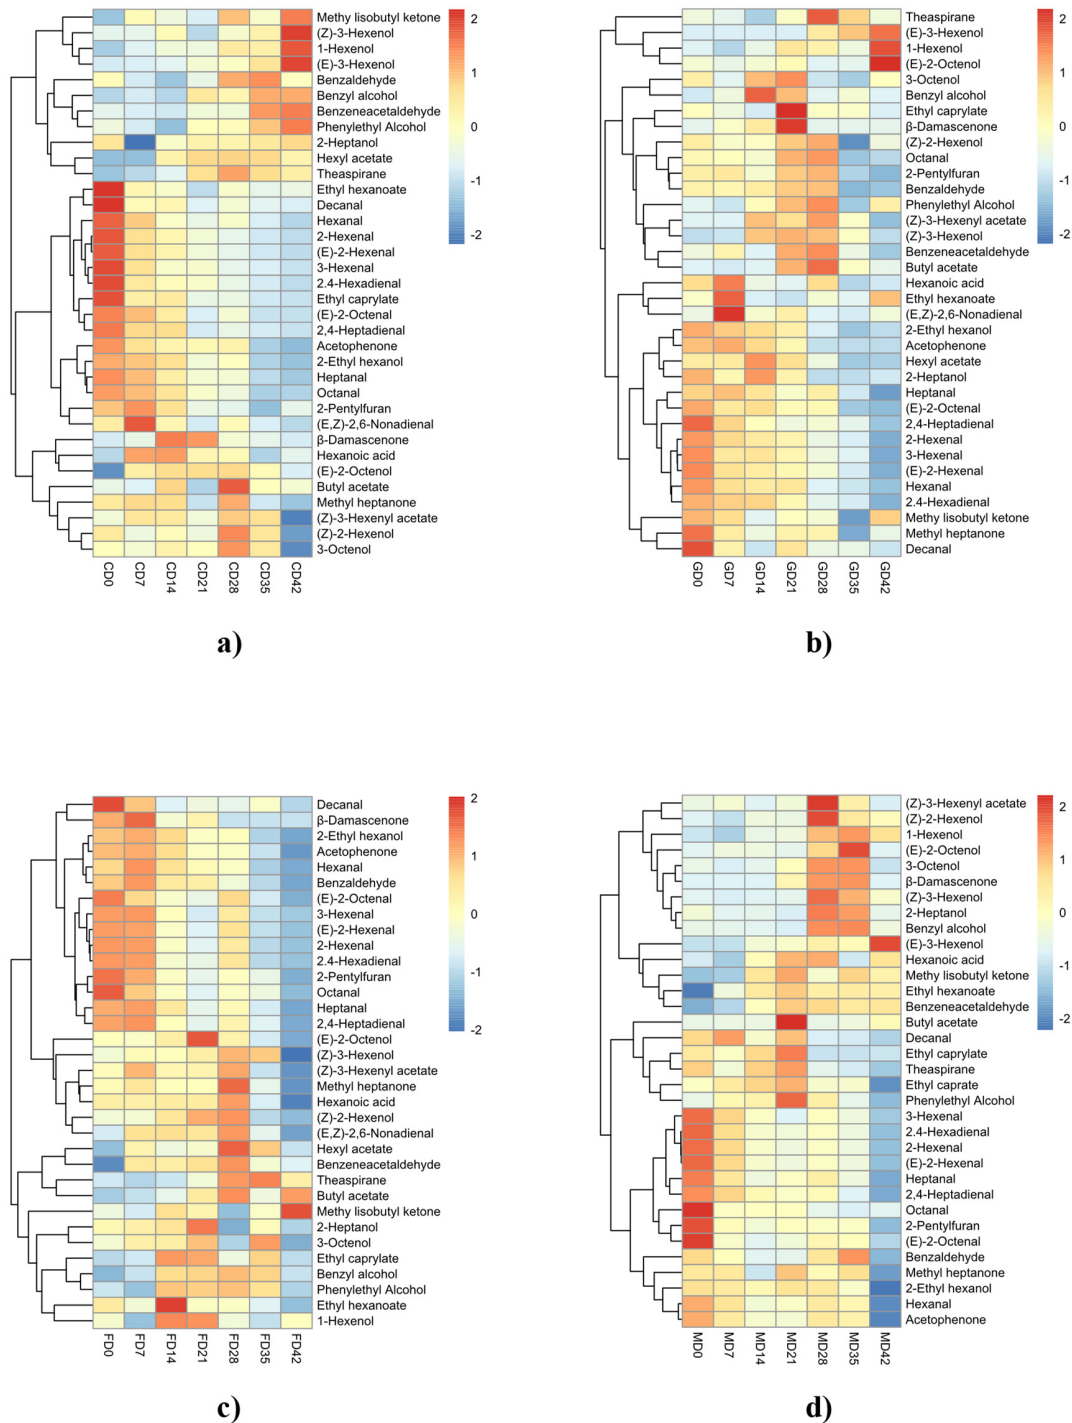 Methy lisobutyl ketone
(Z)-3-Hexenol
1-Hexenol
(E)-3-Hexenol
Benzaldehyde
Benzyl alcohol
Benzeneacetaldehyde
Phenylethyl Alcohol
2-Heptanol
Hexyl acetate
Theaspirane
Ethyl hexanoate
Decanal
Hexanal
2-Hexenal
(E)-2-Hexenal
3-Hexenal
2.4-Hexadienal
Ethyl caprylate
(E)-2-Octenal
2,4-Heptadienal
Acetophenone
2-Ethyl hexanol
Heptanal
Octanal
2-Pentylfuran
(E,Z)-2,6-Nonadienal
β-Damascenone
Hexanoic acid
(E)-2-Octenol
Butyl acetate
Methyl heptanone
(Z)-3-Hexenyl acetate
(Z)-2-Hexenol
3-Octenol
2
1
0
-1
-2
CD0
CD7
CD14
CD21
CD28
CD35
CD42
a)
Theaspirane
(E)-3-Hexenol
1-Hexenol
(E)-2-Octenol
3-Octenol
Benzyl alcohol
Ethyl caprylate
β-Damascenone
(Z)-2-Hexenol
Octanal
2-Pentylfuran
Benzaldehyde
Phenylethyl Alcohol
(Z)-3-Hexenyl acetate
(Z)-3-Hexenol
Benzeneacetaldehyde
Butyl acetate
Hexanoic acid
Ethyl hexanoate
(E,Z)-2,6-Nonadienal
2-Ethyl hexanol
Acetophenone
Hexyl acetate
2-Heptanol
Heptanal
(E)-2-Octenal
2,4-Heptadienal
2-Hexenal
3-Hexenal
(E)-2-Hexenal
Hexanal
2.4-Hexadienal
Methy lisobutyl ketone
Methyl heptanone
Decanal
2
1
0
-1
-2
GD0
GD7
GD14
GD21
GD28
GD35
GD42
b)
Decanal
β-Damascenone
2-Ethyl hexanol
Acetophenone
Hexanal
Benzaldehyde
(E)-2-Octenal
3-Hexenal
(E)-2-Hexenal
2-Hexenal
2.4-Hexadienal
2-Pentylfuran
Octanal
Heptanal
2,4-Heptadienal
(E)-2-Octenol
(Z)-3-Hexenol
(Z)-3-Hexenyl acetate
Methyl heptanone
Hexanoic acid
(Z)-2-Hexenol
(E,Z)-2,6-Nonadienal
Hexyl acetate
Benzeneacetaldehyde
Theaspirane
Butyl acetate
Methy lisobutyl ketone
2-Heptanol
3-Octenol
Ethyl caprylate
Benzyl alcohol
Phenylethyl Alcohol
Ethyl hexanoate
1-Hexenol
2
1
0
-1
-2
FD0
FD7
FD14
FD21
FD28
FD35
FD42
c)
(Z)-3-Hexenyl acetate
(Z)-2-Hexenol
1-Hexenol
(E)-2-Octenol
3-Octenol
β-Damascenone
(Z)-3-Hexenol
2-Heptanol
Benzyl alcohol
(E)-3-Hexenol
Hexanoic acid
Methy lisobutyl ketone
Ethyl hexanoate
Benzeneacetaldehyde
Butyl acetate
Decanal
Ethyl caprylate
Theaspirane
Ethyl caprate
Phenylethyl Alcohol
3-Hexenal
2.4-Hexadienal
2-Hexenal
(E)-2-Hexenal
Heptanal
2,4-Heptadienal
Octanal
2-Pentylfuran
(E)-2-Octenal
Benzaldehyde
Methyl heptanone
2-Ethyl hexanol
Hexanal
Acetophenone
2
1
0
-1
-2
MD0
MD7
MD14
MD21
MD28
MD35
MD42
d)